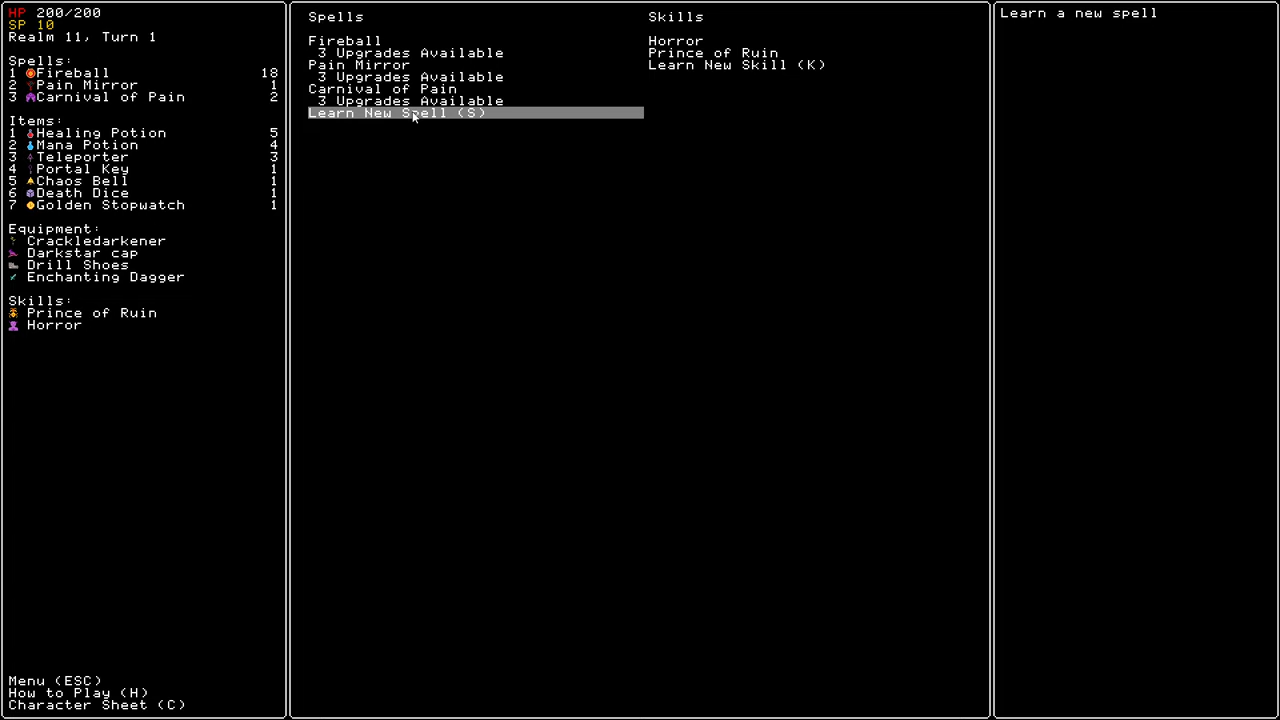 HP 200/200
SP 10
Realm 11, Turn 1
Spells:
1 Fireball 18
2 Pain Mirror 1
3 Carnival of Pain 2
Items:
1 Healing Potion 5
2 Mana Potion 4
3 Teleporter 3
4 Portal Key 1
5 Chaos Bell 1
6 Death Dice 1
7 Golden Stopwatch 1
Equipment:
Crackledarkener
Darkstar cap
Drill Shoes
Enchanting Dagger
Skills:
Prince of Ruin
Horror
Menu (ESC)
How to Play (H)
Character Sheet (C)
Spells
Fireball
3 Upgrades Available
Pain Mirror
3 Upgrades Available
Carnival of Pain
3 Upgrades Available
Learn New Spell (S)
Skills
Horror
Prince of Ruin
Learn New Skill (K)
Learn a new spell